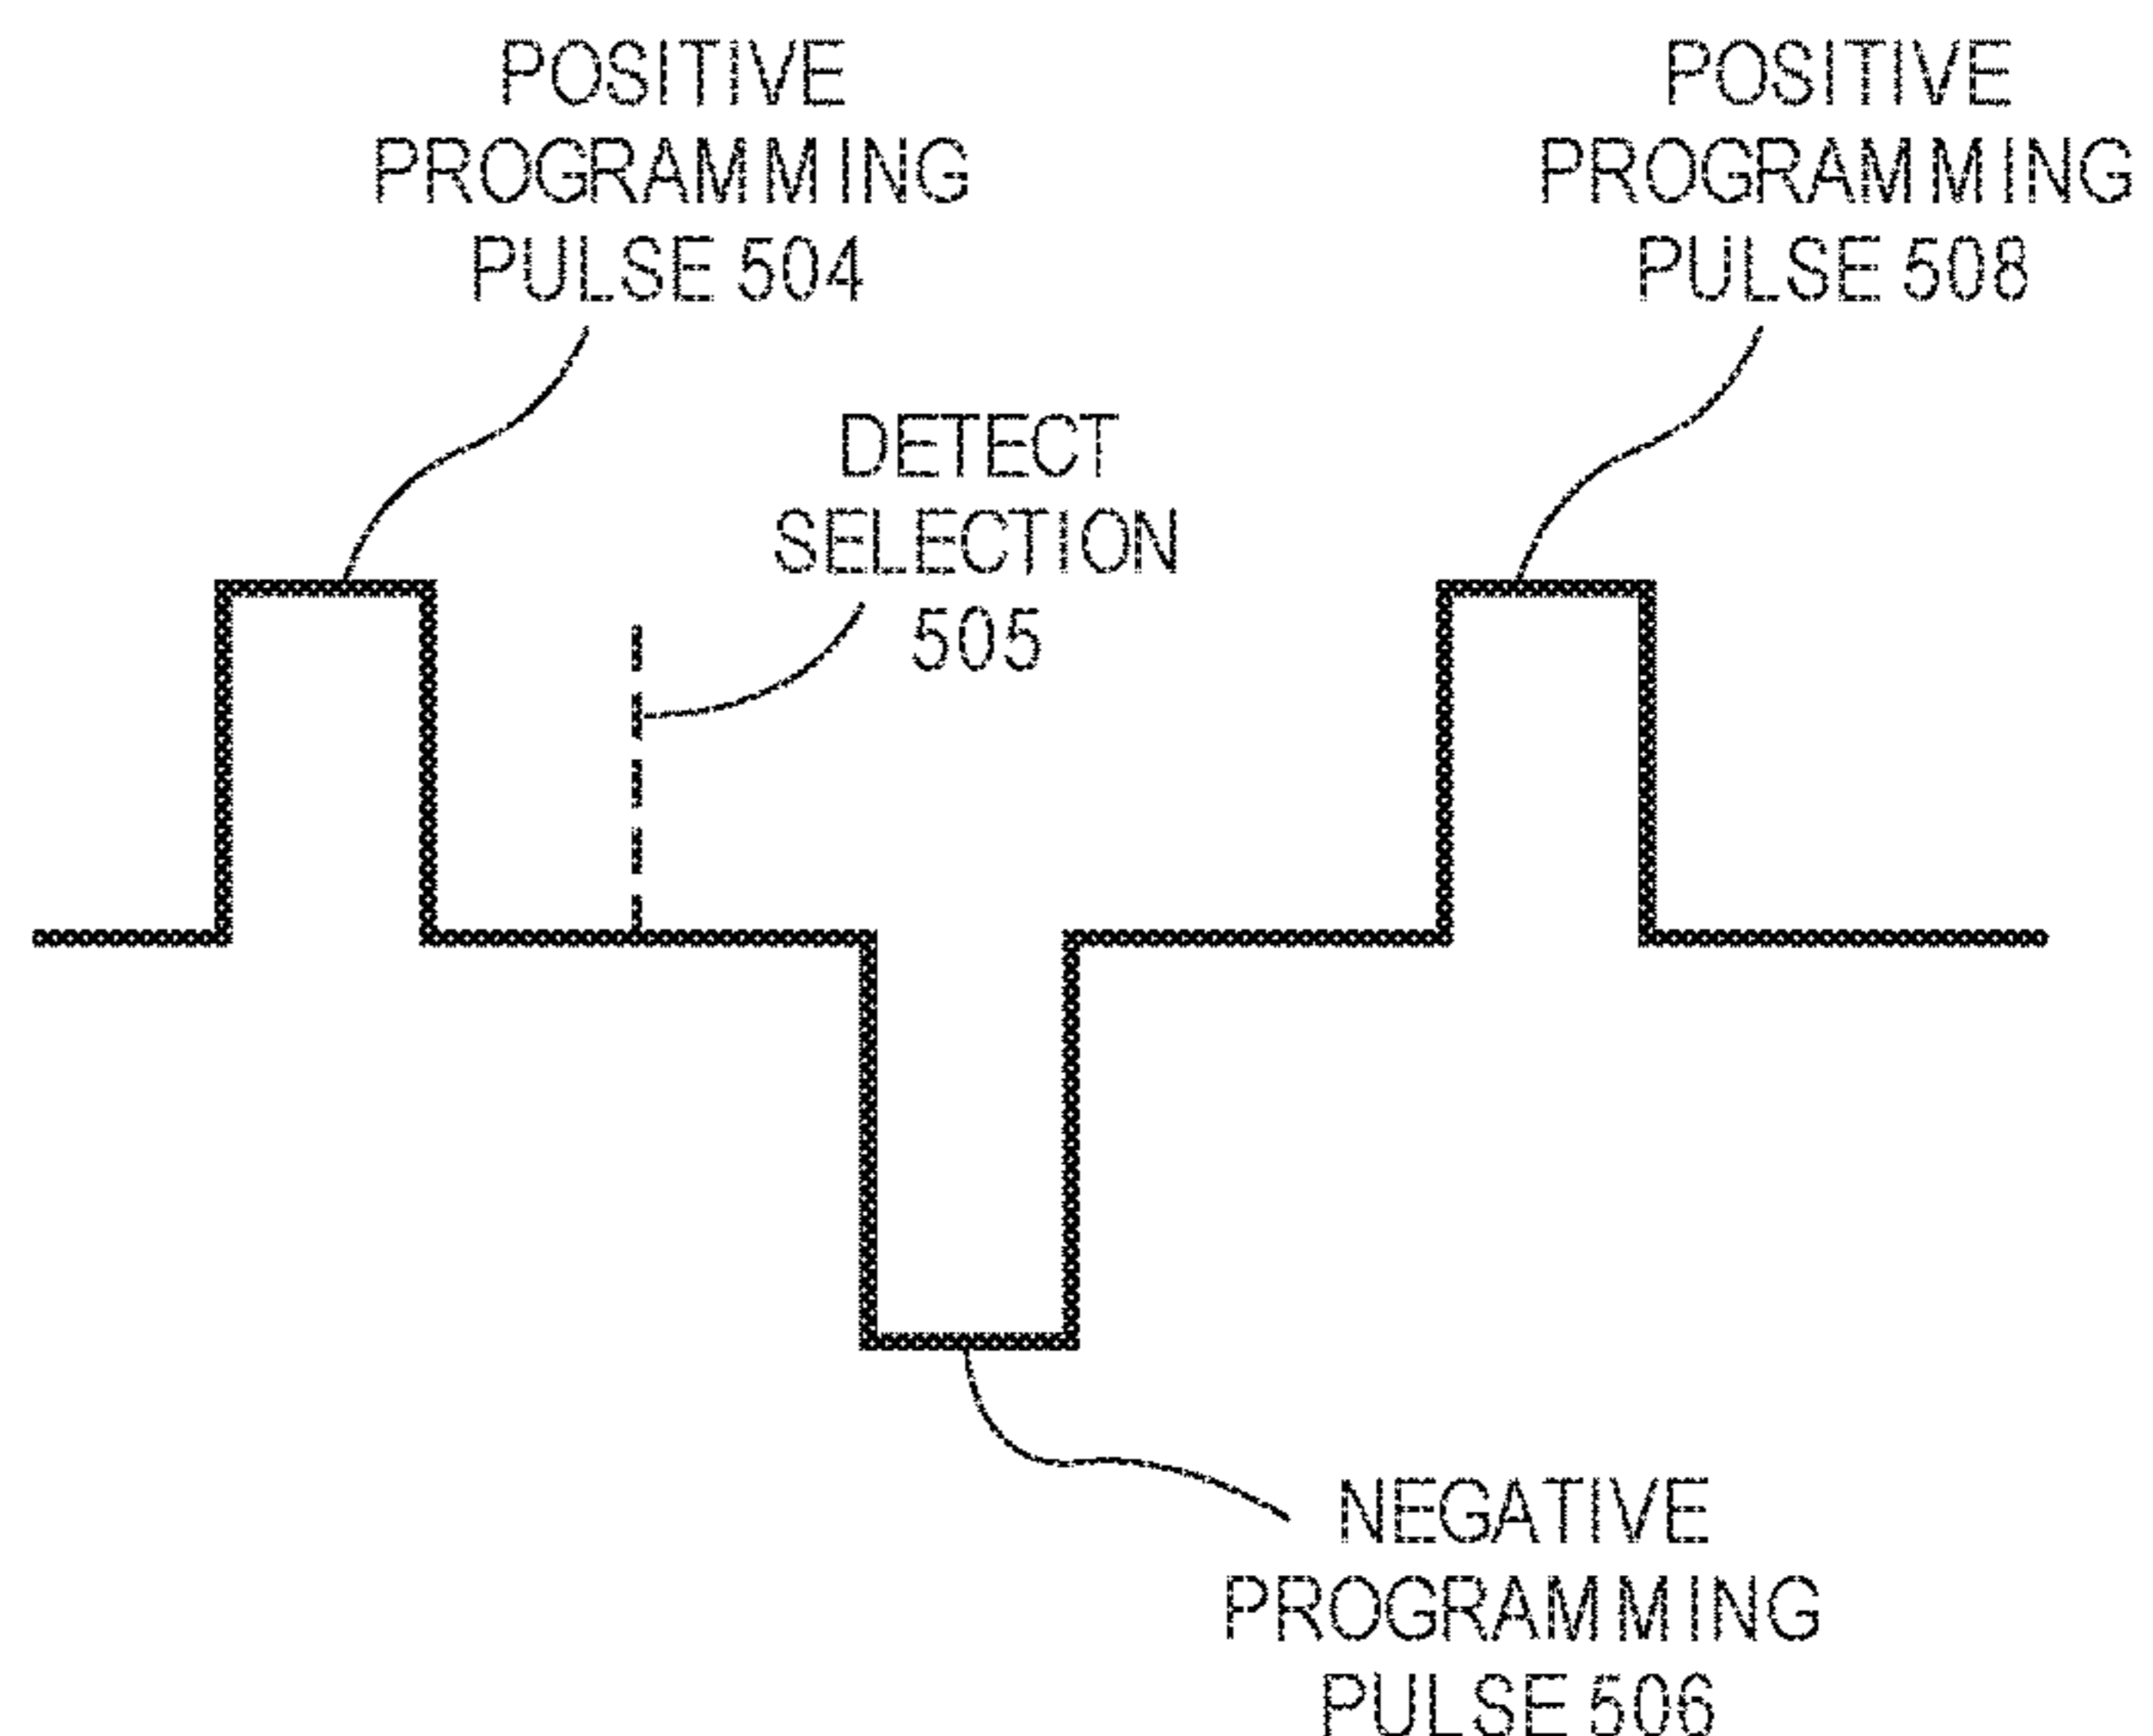 POSITIVE
PROGRAMMING
PULSE 504
POSITIVE
PROGRAMMING
PULSE 508
DETECT
SELECTION
505
NEGATIVE
PROGRAMMING
PULSE 506